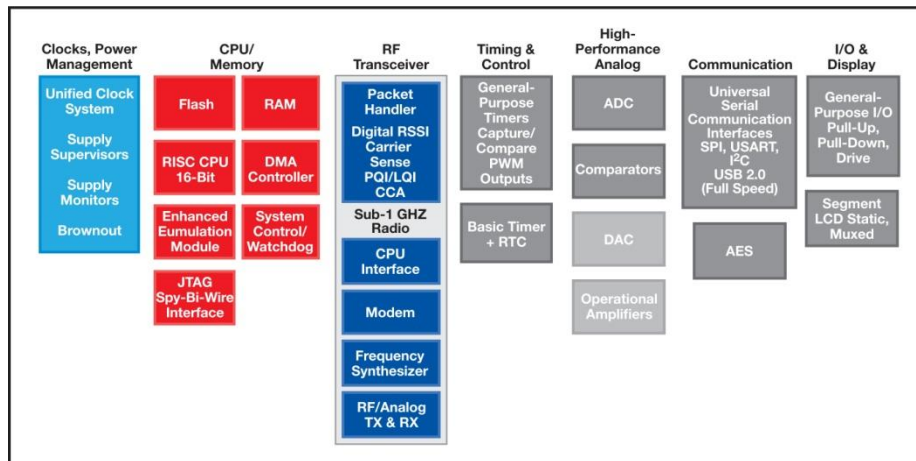 Clocks, Power
Management
Unified Clock
System
Supply
Supervisors
Supply
Monitors
Brownout
CPU/
Memory
Flash
RAM
RISC CPU
16-Bit
DMA
Controller
Enhanced
Eumulation
Module
System
Control/
Watchdog
JTAG
Spy-Bi-Wire
Interface
RF
Transceiver
Packet
Handler
Digital RSSI
Carrier
Sense
PQI/LQI
CCA
Sub-1 GHZ
Radio
CPU
Interface
Modem
Frequency
Synthesizer
RF/Analog
TX & RX
Timing &
Control
General-
Purpose
Timers
Capture/
Compare
PWM
Outputs
Basic Timer
+ RTC
High-
Performance
Analog
ADC
Comparators
DAC
Operational
Amplifiers
Communication
Universal
Serial
Communication
Interfaces
SPI, USART,
I²C
USB 2.0
(Full Speed)
AES
I/O &
Display
General-
Purpose I/O
Pull-Up,
Pull-Down,
Drive
Segment
LCD Static,
Muxed